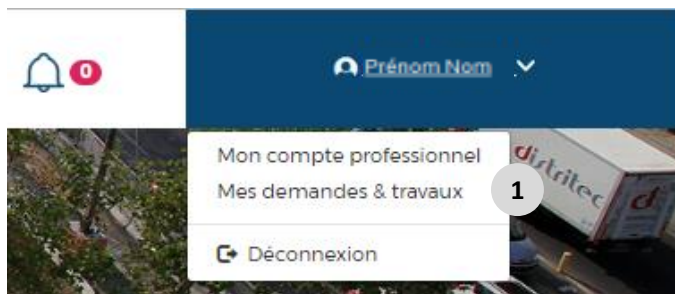 0
Prénom Nom
Mon compte professionnel
Mes demandes & travaux
1
Déconnexion
distritec
d